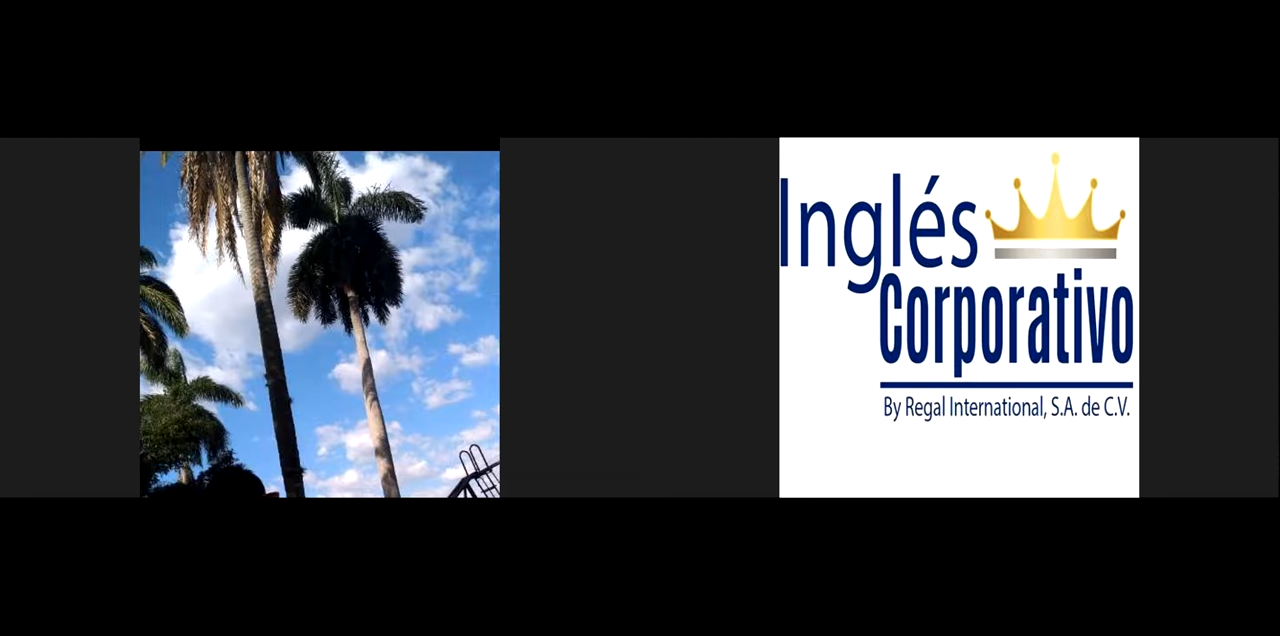 Inglés
Corporativo
By Regal International, S.A. de C.V.